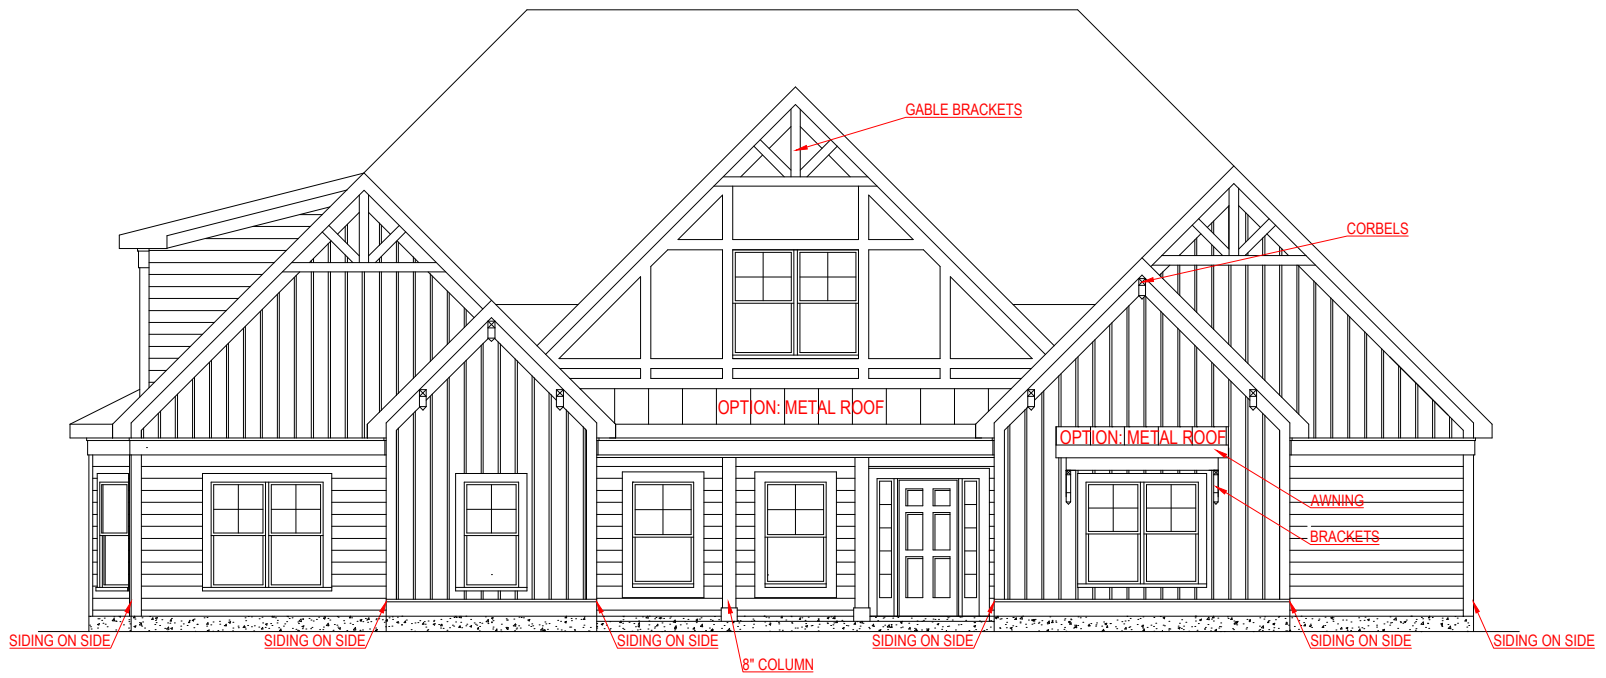 GABLE BRACKETS
CORBELS
OPTION: METAL ROOF
OPTION: METAL ROOF
AWNING
BRACKETS
SIDING ON SIDE
SIDING ON SIDE
SIDING ON SIDE
SIDING ON SIDE
SIDING ON SIDE
SIDING ON SIDE
8" COLUMN